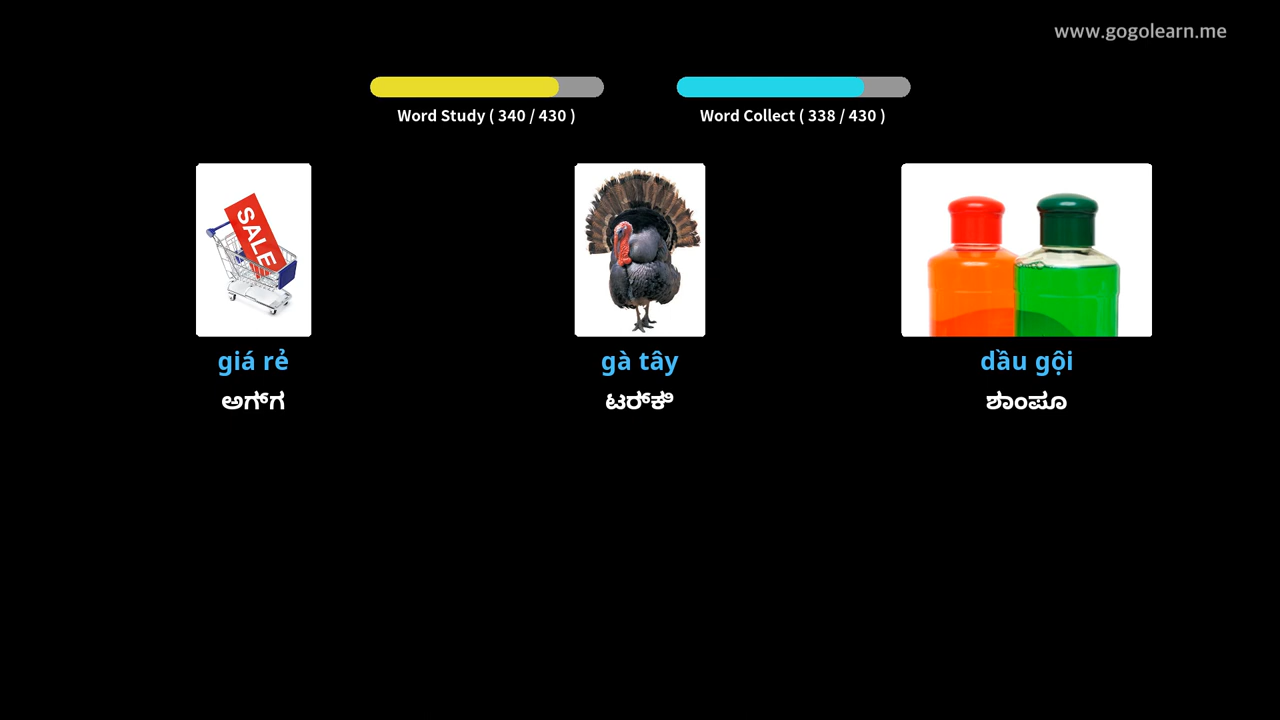 www.gogolearn.me
Word Study ( 340 / 430 )
Word Collect ( 338 / 430 )
SALE
giá rẻ
gà tây
dầu gội
ಅಗ್‌ಗ
ಟರ್‌ಕಿ
ಶಾಂಪೂ